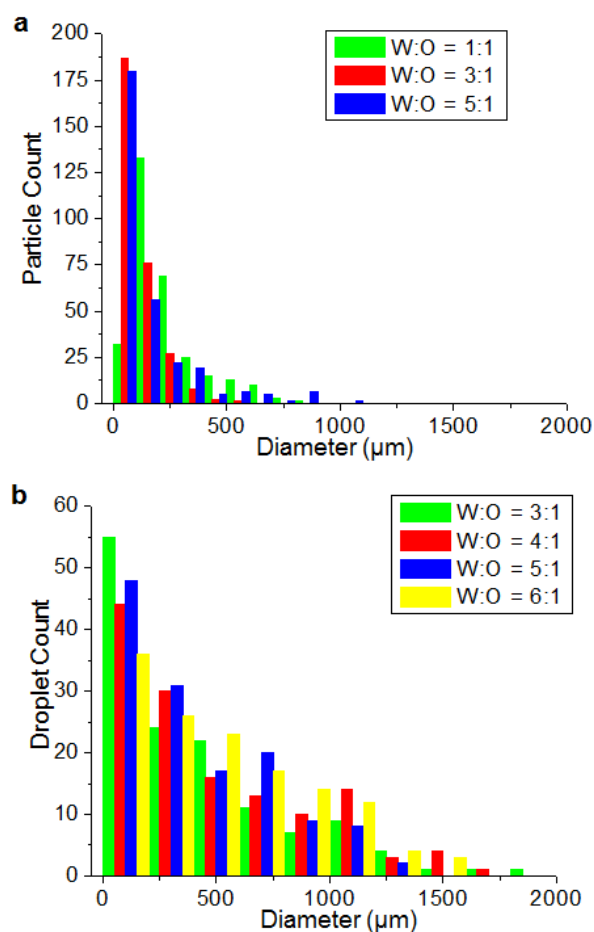 a
200
175
150
125
100
75
50
25
0
Particle Count
W:O = 1:1
W:O = 3:1
W:O = 5:1
0 500 1000 1500 2000
Diameter (μm)
b
60
50
40
30
20
10
0
Droplet Count
W:O = 3:1
W:O = 4:1
W:O = 5:1
W:O = 6:1
0 500 1000 1500 2000
Diameter (μm)